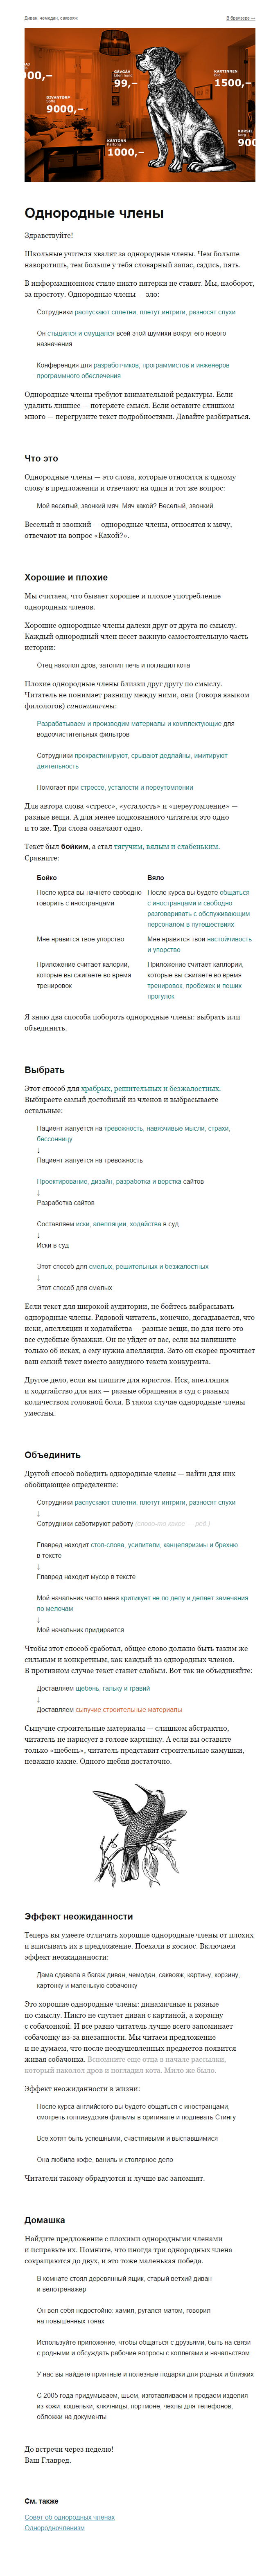 Диван, чемодан, саквояж
В браузере →
900,–
ДИВАНТОРП
9000,–
99,–
КАРТОНКА
1000,–
КАРТИННЕН
1500,–
900
Однородные члены
Здравствуйте!
Школьные учителя хвалят за однородные члены. Чем больше
наворотишь, тем больше у тебя словарный запас, садись, пять.
В информационном стиле никто пятерки не ставят. Мы, наоборот,
за простоту. Однородные члены — зло:
Сотрудники распускают сплетни, плетут интриги, разносят слухи
Он стыдился и смущался всей этой шумихи вокруг его нового
назначения
Конференция для разработчиков, программистов и инженеров
программного обеспечения
Однородные члены требуют внимательной редактуры. Если
удалить лишнее — потеряете смысл. Если оставите слишком
много — перегрузите текст подробностями. Давайте разбираться.
Что это
Однородные члены — это слова, которые относятся к одному
слову в предложении и отвечают на один и тот же вопрос:
Мой веселый, звонкий мяч. Мяч какой? Веселый, звонкий.
Веселый и звонкий — однородные члены, относятся к мячу,
отвечают на вопрос «Какой?».
Хорошие и плохие
Мы считаем, что бывает хорошее и плохое употребление
однородных членов.
Хорошие однородные члены далеки друг от друга по смыслу.
Каждый однородный член несет важную самостоятельную часть
истории:
Отец наколол дров, затопил печь и погладил кота
Плохие однородные члены близки друг другу по смыслу.
Читатель не понимает разницу между ними, они (говоря языком
филологов) синонимичны:
Разрабатываем и производим материалы и комплектующие для
водоочистительных фильтров
Сотрудники прокрастинируют, срывают дедлайны, имитируют
деятельность
Помогает при стрессе, усталости и переутомлении
Для автора слова «стресс», «усталость» и «переутомление» —
разные вещи. А для менее подкованного читателя это одно
и то же. Три слова означают одно.
Текст был бойким, а стал тягучим, вялым и слабеньким.
Сравните:
Бойко
Вяло
После курса вы начнете свободно
говорить с иностранцами
После курса вы будете общаться
с иностранцами и свободно
разговаривать с обслуживающим
персоналом в путешествиях
Мне нравится твое упорство
Мне нравятся твои настойчивость
и упорство
Приложение считает калории,
которые вы сжигаете во время
тренировок
Приложение считает каллории,
которые вы сжигаете во время
тренировок, пробежек и пеших
прогулок
Я знаю два способа побороть однородные члены: выбрать или
объединить.
Выбрать
Этот способ для храбрых, решительных и безжалостных.
Выбираете самый достойный из членов и выбрасываете
остальные:
Пациент жалуется на тревожность, навязчивые мысли, страхи,
бессонницу
↓
Пациент жалуется на тревожность
Проектирование, дизайн, разработка и верстка сайтов
↓
Разработка сайтов
Составляем иски, апелляции, ходайства в суд
↓
Иски в суд
Этот способ для смелых, решительных и безжалостных
↓
Этот способ для смелых
Если текст для широкой аудитории, не бойтесь выбрасывать
однородные члены. Рядовой читатель, конечно, догадается, что
иски, апелляции и ходатайства — разные вещи, но для него это
все судебные бумажки. Он не уйдет от вас, если вы напишите
только об исках, а ему нужна апелляция. Зато он скорее прочитает
ваш емкий текст вместо занудного текста конкурента.
Другое дело, если вы пишите для юристов. Иск, апелляция
и ходатайство для них — разные обращения в суд с разным
количеством головной боли. В таком случае однородные члены
уместны.
Объединить
Другой способ победить однородные члены — найти для них
обобщающее определение:
Сотрудники распускают сплетни, плетут интриги, разносят слухи
↓
Сотрудники саботируют работу (слово-то какое — ред.)
Главред находит стоп-слова, усилители, канцеляризмы и брехню
в тексте
↓
Главред находит мусор в тексте
Мой начальник часто меня критикует не по делу и делает замечания
по мелочам
↓
Мой начальник придирается
Чтобы этот способ сработал, общее слово должно быть таким же
сильным и конкретным, как каждый из однородных членов.
В противном случае текст станет слабым. Вот так не объединяйте:
Доставляем щебень, гальку и гравий
↓
Доставляем сыпучие строительные материалы
Сыпучие строительные материалы — слишком абстрактно,
читатель не нарисует в голове картинку. А если вы оставите
только «щебень», читатель представит строительные камушки,
неважно какие. Одного щебня достаточно.
Эффект неожиданности
Теперь вы умеете отличать хорошие однородные члены от плохих
и вписывать их в предложение. Поехали в космос. Включаем
эффект неожиданности:
Дама сдавала в багаж диван, чемодан, саквояж, картину, корзину,
картонку и маленькую собачонку
Это хорошие однородные члены: динамичные и разные
по смыслу. Никто не спутает диван с картиной, а корзину
с собачонкой. И все равно читатель лучше всего запоминает
собачонку из-за внезапности. Мы читаем предложение
и не думаем, что после неодушевленных предметов появится
живая собачонка. Вспомните еще отца в начале рассылки,
который наколол дров и погладил кота. Мило же было.
Эффект неожиданности в жизни:
После курса английского вы будете общаться с иностранцами,
смотреть голливудские фильмы в оригинале и подпевать Стингу
Все хотят быть успешными, счастливыми и выспавшимися
Она любила кофе, ваниль и столярное дело
Читатели такому обрадуются и лучше вас запомнят.
Домашка
Найдите предложение с плохими однородными членами
и исправьте их. Помните, что иногда три однородных члена
сокращаются до двух, и это тоже маленькая победа.
В комнате стоял деревянный ящик, старый ветхий диван
и велотренажер
Он вел себя недостойно: хамил, ругался матом, говорил
на повышенных тонах
Используйте приложение, чтобы общаться с друзьями, быть на связи
с родными и обсуждать рабочие вопросы с коллегами и начальством
У нас вы найдете приятные и полезные подарки для родных и близких
С 2005 года придумываем, шьем, изготавливаем и продаем изделия
из кожи: кошельки, ключницы, портмоне, чехлы для телефонов,
обложки на документы
До встречи через неделю!
Ваш Главред.
См. также
Совет об однородных членах
Однородночленизм